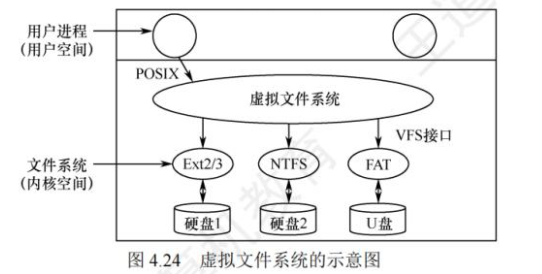 用户进程
(用户空间)
POSIX
虚拟文件系统
VFS接口
文件系统
(内核空间)
Ext2/3
NTFS
FAT
硬盘1
硬盘2
U盘
图 4.24 虚拟文件系统的示意图